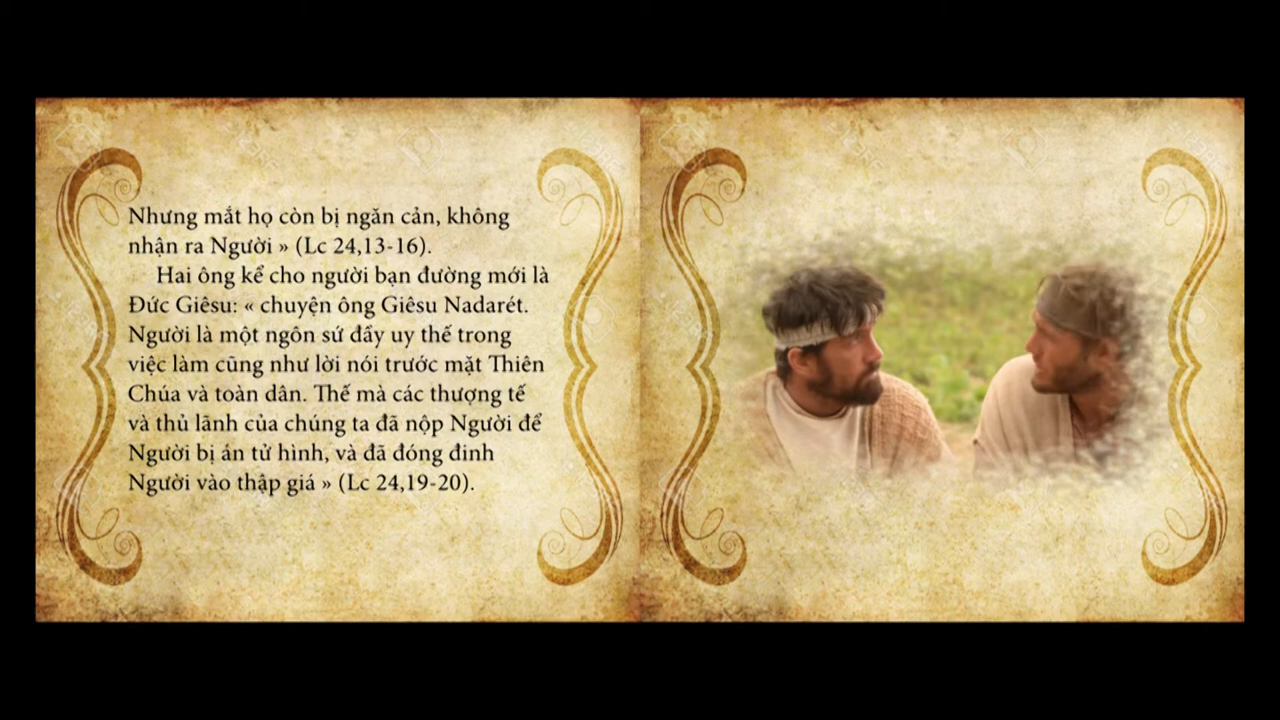 Nhưng mắt họ còn bị ngăn cản, không
nhận ra Người » (Lc 24,13-16).
Hai ông kể cho người bạn đường mới là
Đức Giêsu: « chuyện ông Giêsu Nadarét.
Người là một ngôn sứ đầy uy thế trong
việc làm cũng như lời nói trước mặt Thiên
Chúa và toàn dân. Thế mà các thượng tế
và thủ lãnh của chúng ta đã nộp Người để
Người bị án tử hình, và đã đóng đinh
Người vào thập giá » (Lc 24,19-20).